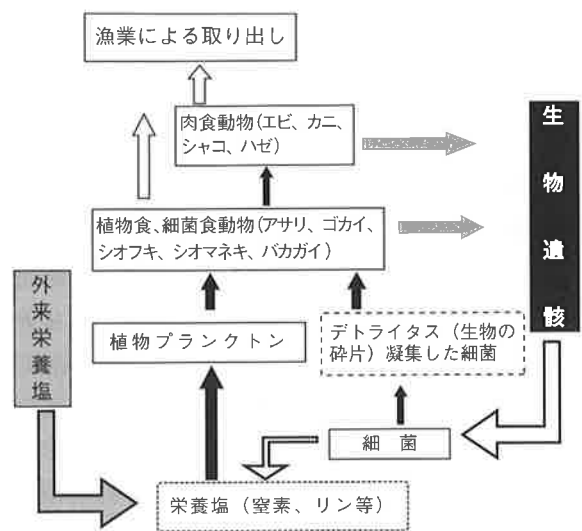 漁業による取り出し
肉食動物(エビ、カニ、
シャコ、ハゼ)
生物遺骸
植物食、細菌食動物(アサリ、ゴカイ、
シオフキ、シオマネキ、バカガイ)
外来栄養塩
植物プランクトン
デトライタス(生物の
砕片)凝集した細菌
細 菌
栄養塩(窒素、リン等)